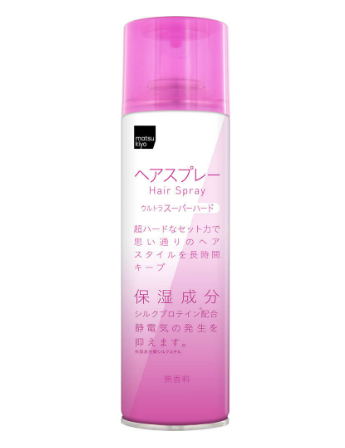 matsu
kiyo
ヘアスプレー
Hair Spray
ウルトラスーパーハード
超ハードなセット力で
思い通りのヘア
スタイルを長時間
キープ
保湿成分
シルクプロテイン*配合
静電気の発生を
抑えます。
無香料